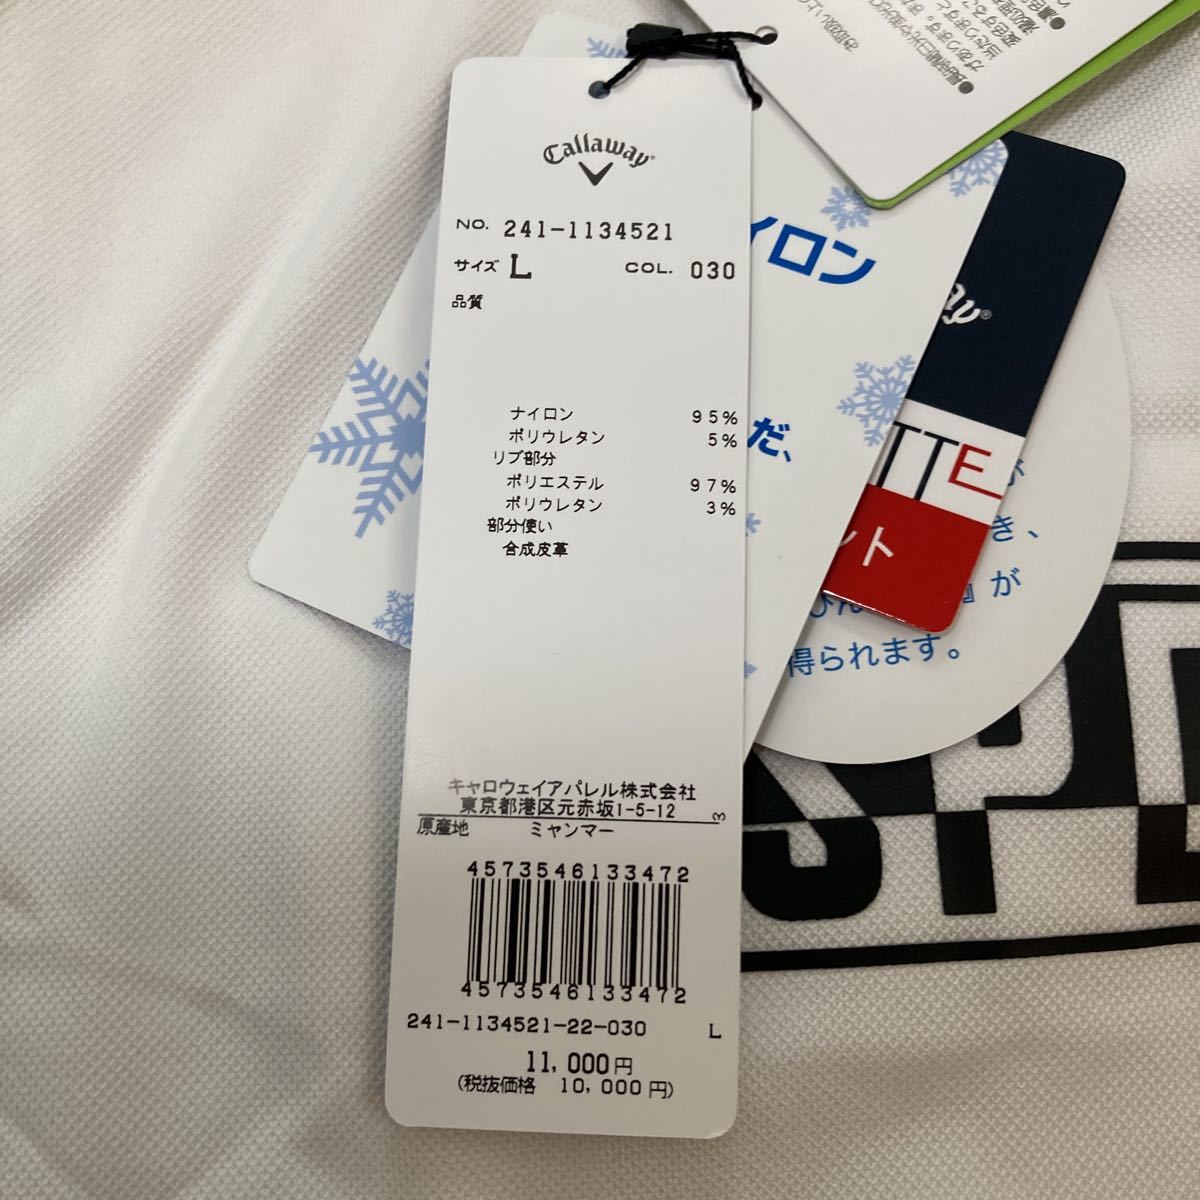 Callaway
NO. 241-1134521
サイズ L COL. 030
品質
ナイロン 95%
ポリウレタン 5%
リブ部分
ポリエステル 97%
ポリウレタン 3%
部分使い
合成皮革
キャロウェイアパレル株式会社
東京都港区元赤坂1-5-12
3
原産地 ミャンマー
4573546133472
4573546133472
241-1134521-22-030 L
11,000円
(税抜価格 10,000円)
イロン
だ、
TTE
ント
が
き、
』が
得られます。